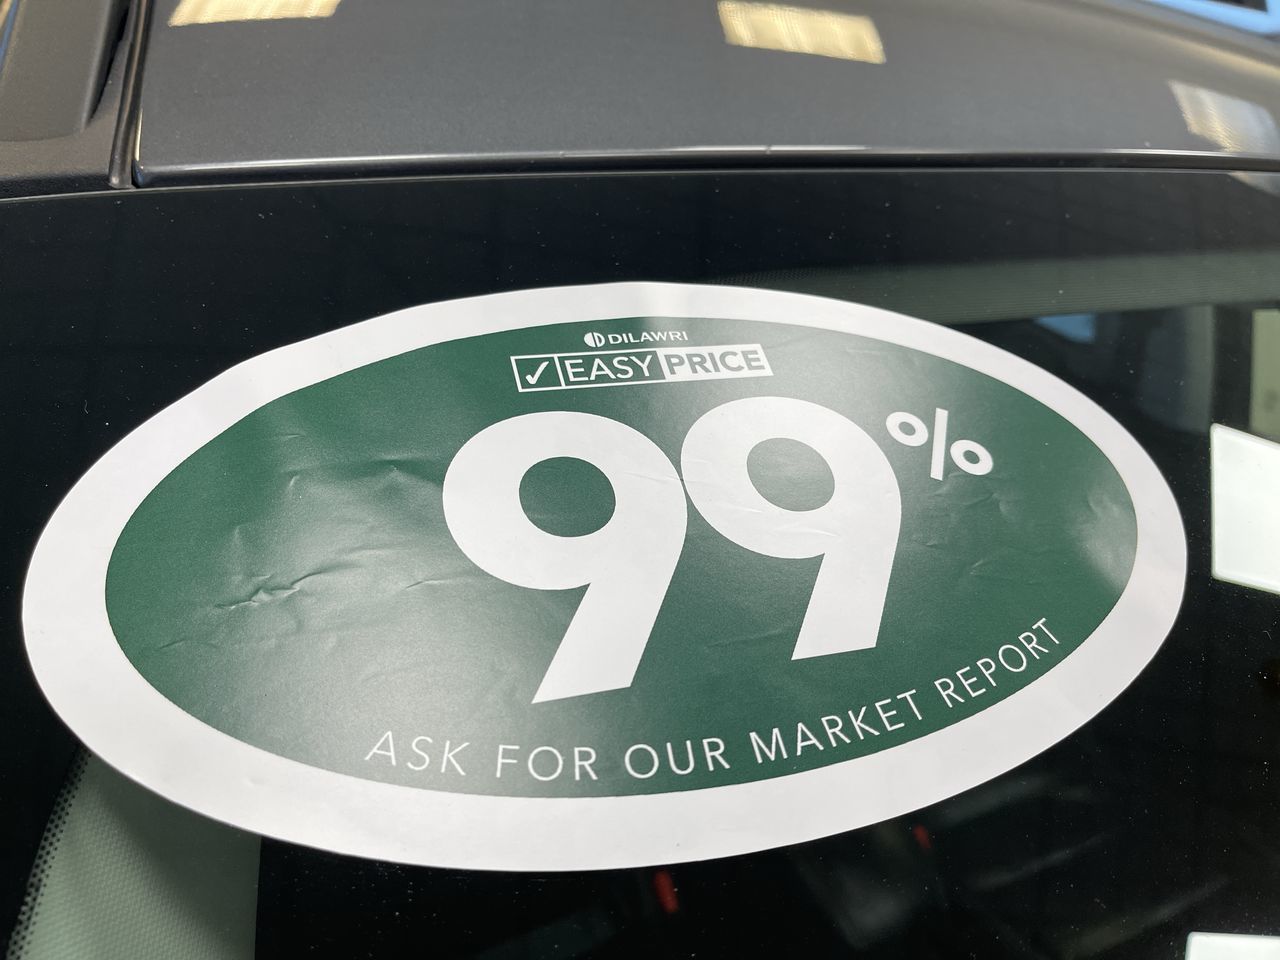 DILAWRI
✓ EASY PRICE
99%
ASK FOR OUR MARKET REPORT